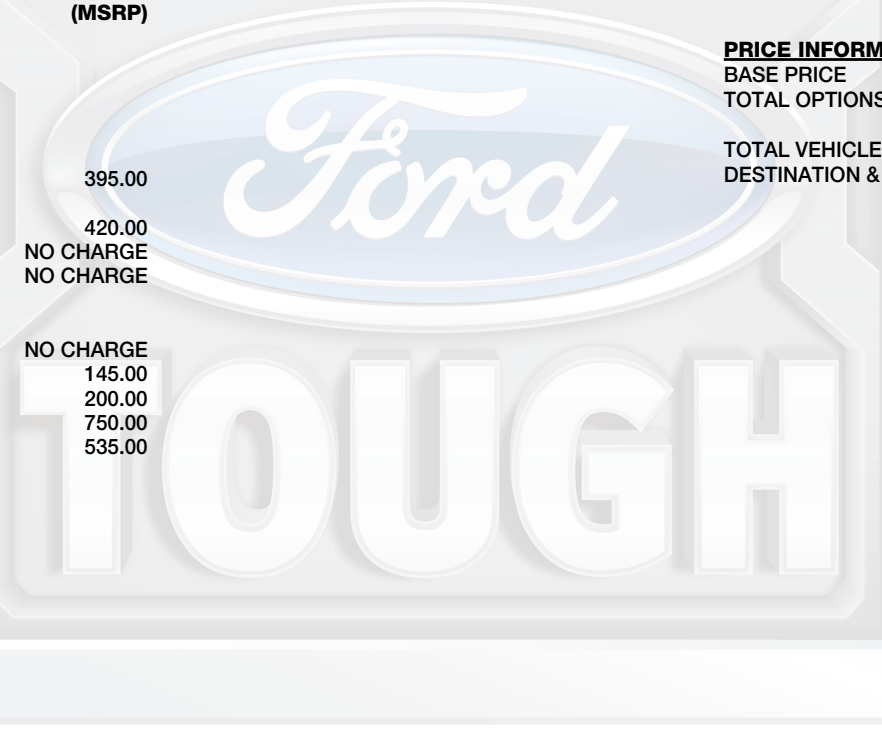 (MSRP)
395.00
420.00
NO CHARGE
NO CHARGE
NO CHARGE
145.00
200.00
750.00
535.00
PRICE INFORM
BASE PRICE
TOTAL OPTIONS
TOTAL VEHICLE
DESTINATION &
Ford
TOUGH